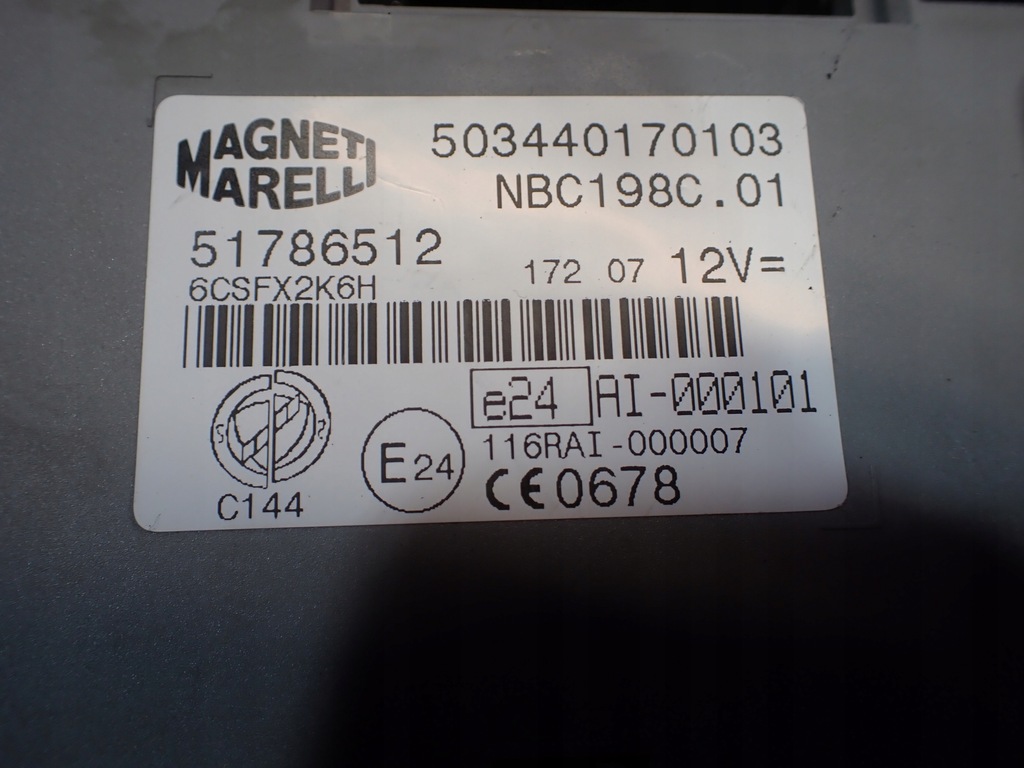 MAGNETI
MARELLI
503440170103
NBC198C.01
51786512
172 07 12V=
6CSFX2K6H
e24 AI-000101
116RAI-000007
E24
CE0678
C144